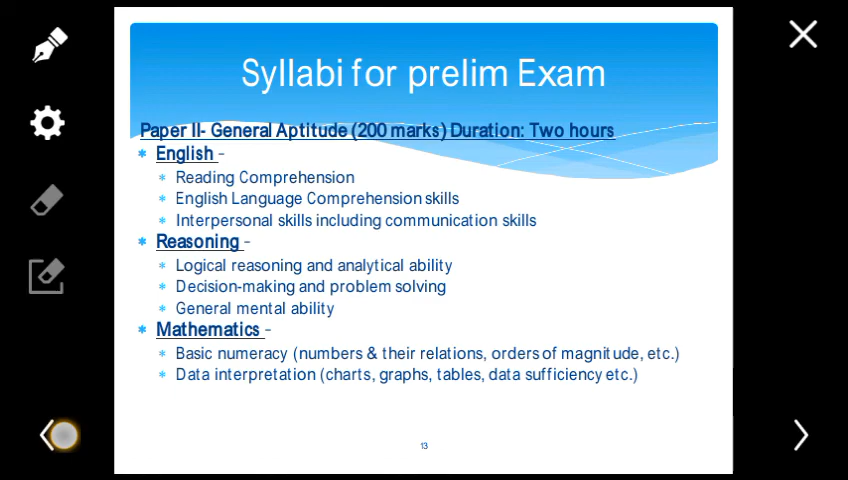 Syllabi for prelim Exam
Paper II- General Aptitude (200 marks) Duration: Two hours
English -
Reading Comprehension
English Language Comprehension skills
Interpersonal skills including communication skills
Reasoning -
Logical reasoning and analytical ability
Decision-making and problem solving
General mental ability
Mathematics -
Basic numeracy (numbers & their relations, orders of magnitude, etc.)
Data interpretation (charts, graphs, tables, data sufficiency etc.)
13